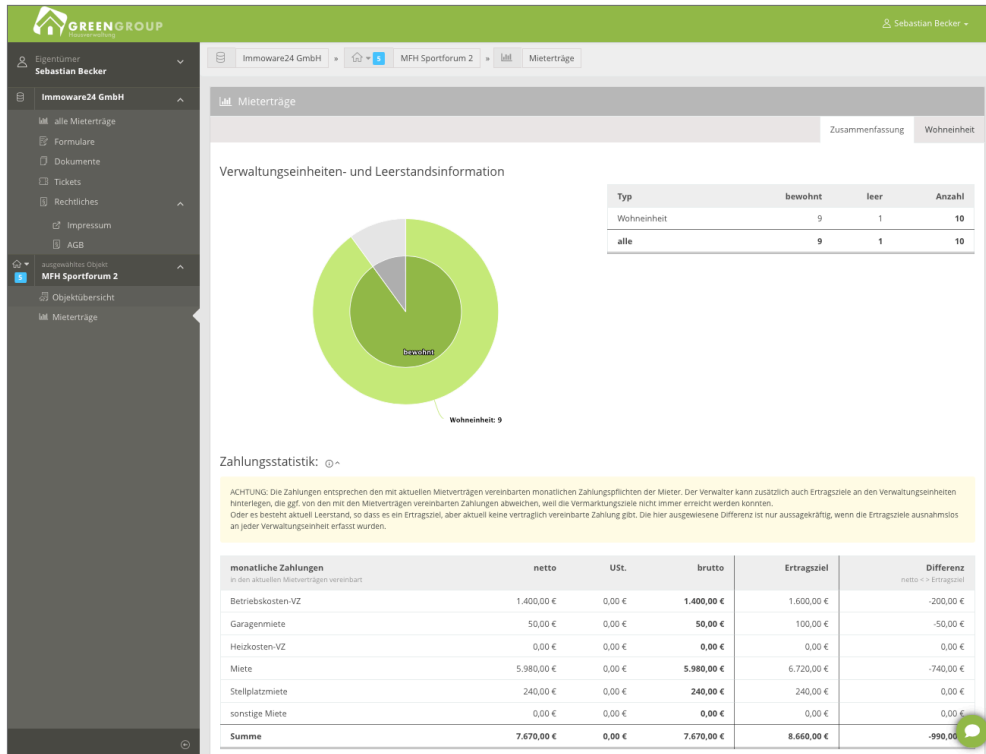 GREENGROUP
Hausverwaltung
Sebastian Becker
Eigentümer
Sebastian Becker
Immoware24 GmbH
alle Mieterträge
Formulare
Dokumente
Tickets
Rechtliches
Impressum
AGB
ausgewähltes Objekt
S
MFH Sportforum 2
Objektübersicht
Mieterträge
Immoware24 GmbH » S MFH Sportforum 2 » Mieterträge
Mieterträge
Zusammenfassung Wohneinheit
Verwaltungseinheiten- und Leerstandsinformation
Typ bewohnt leer Anzahl
Wohneinheit 9 1 10
alle 9 1 10
bewohnt
Wohneinheit: 9
Zahlungsstatistik:
ACHTUNG: Die Zahlungen entsprechen den mit aktuellen Mietverträgen vereinbarten monatlichen Zahlungspflichten der Mieter. Der Verwalter kann zusätzlich auch Ertragsziele an den Verwaltungseinheiten
hinterlegen, die ggf. von den mit den Mietverträgen vereinbarten Zahlungen abweichen, weil die Vermarktungsziele nicht immer erreicht werden konnten.
Oder es besteht aktuell Leerstand, so dass es ein Ertragsziel, aber aktuell keine vertraglich vereinbarte Zahlung gibt. Die hier ausgewiesene Differenz ist nur aussagekräftig, wenn die Ertragsziele ausnahmslos
an jeder Verwaltungseinheit erfasst wurden.
monatliche Zahlungen netto USt. brutto Ertragsziel Differenz
in den aktuellen Mietverträgen vereinbart netto < > Ertragsziel
Betriebskosten-VZ 1.400,00 € 0,00 € 1.400,00 € 1.600,00 € -200,00 €
Garagenmiete 50,00 € 0,00 € 50,00 € 100,00 € -50,00 €
Heizkosten-VZ 0,00 € 0,00 € 0,00 € 0,00 € 0,00 €
Miete 5.980,00 € 0,00 € 5.980,00 € 6.720,00 € -740,00 €
Stellplatzmiete 240,00 € 0,00 € 240,00 € 240,00 € 0,00 €
sonstige Miete 0,00 € 0,00 € 0,00 € 0,00 € 0,00 €
Summe 7.670,00 € 0,00 € 7.670,00 € 8.660,00 € -990,00